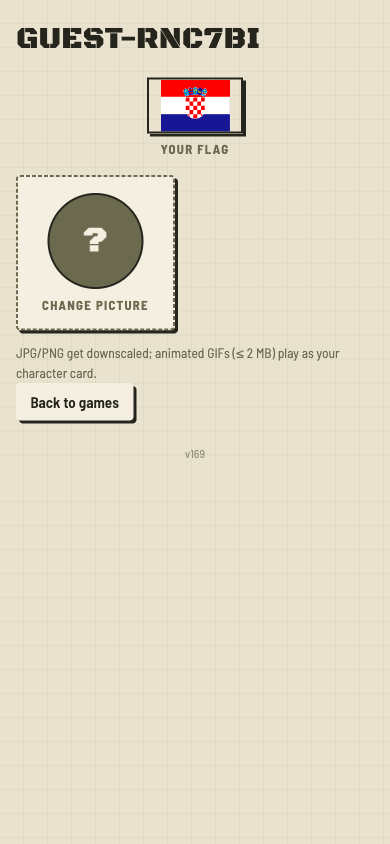 GUEST-RNC7BI
YOUR FLAG
?
CHANGE PICTURE
JPG/PNG get downscaled; animated GIFs (≤ 2 MB) play as your
character card.
Back to games
v169